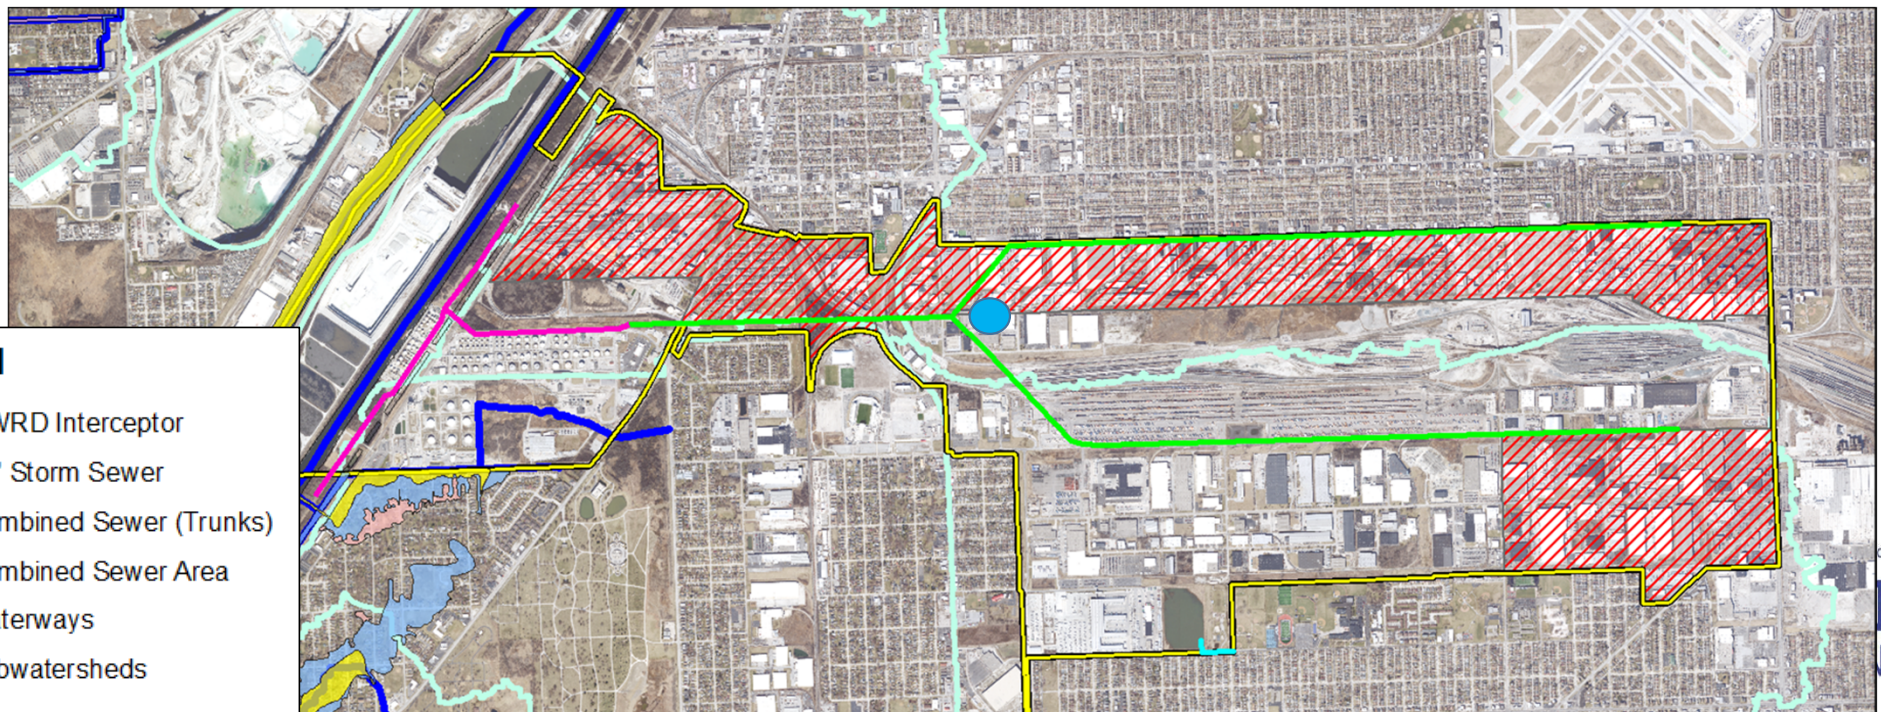 WRD Interceptor
" Storm Sewer
mbined Sewer (Trunks)
mbined Sewer Area
terways
bwatersheds